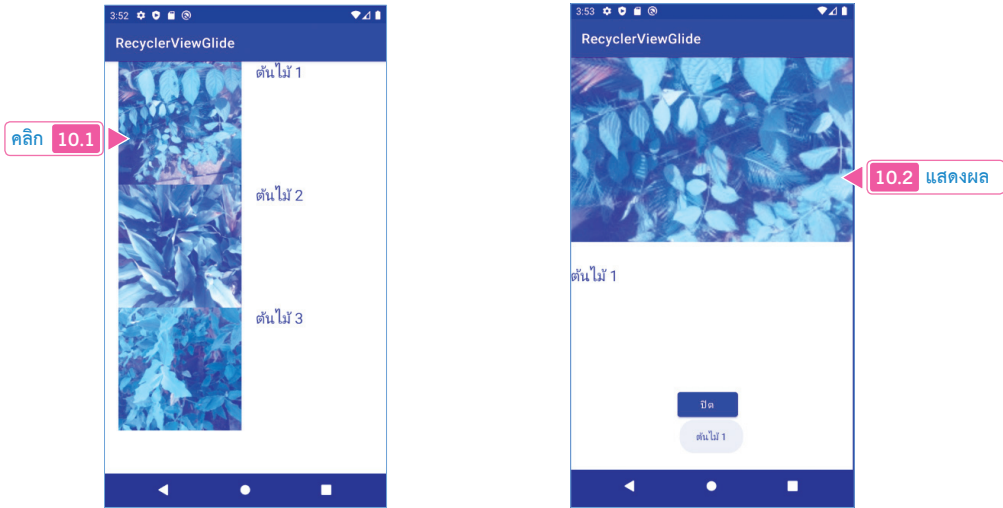 3:52
RecyclerViewGlide
ต้นไม้ 1
คลิก 10.1
ต้นไม้ 2
ต้นไม้ 3
3:53
RecyclerViewGlide
10.2 แสดงผล
ต้นไม้ 1
ปิด
ต้นไม้ 1